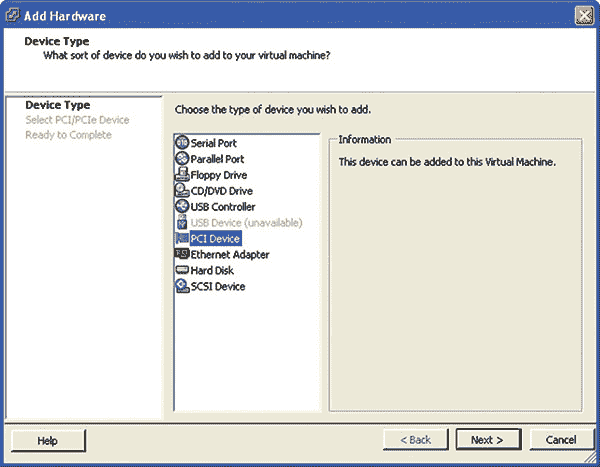 Add Hardware
Device Type
What sort of device do you wish to add to your virtual machine?
Device Type
Select PCI/PCIe Device
Ready to Complete
Choose the type of device you wish to add.
Serial Port
Parallel Port
Floppy Drive
CD/DVD Drive
USB Controller
USB Device (unavailable)
PCI Device
Ethernet Adapter
Hard Disk
SCSI Device
Information
This device can be added to this Virtual Machine.
Help
< Back
Next >
Cancel